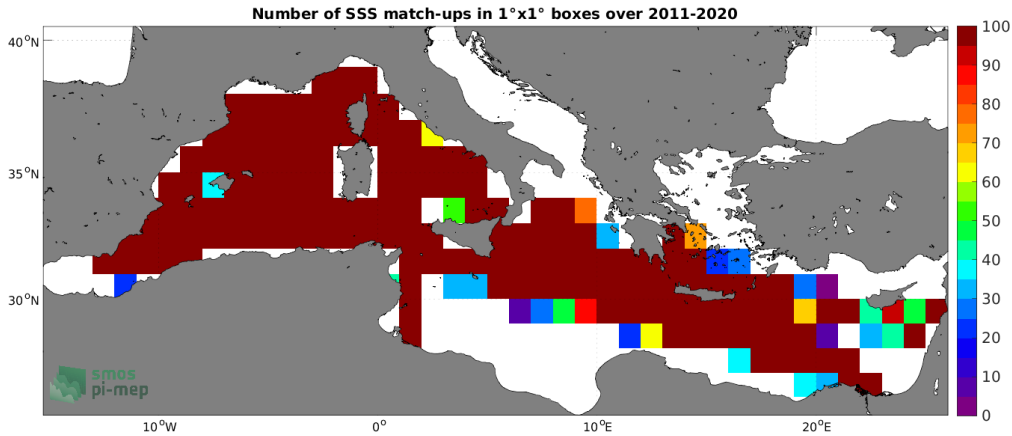 Number of SSS match-ups in 1°x1° boxes over 2011-2020
40°N
35°N
30°N
10°W
0°
10°E
20°E
100
90
80
70
60
50
40
30
20
10
0
smos
pi-mep